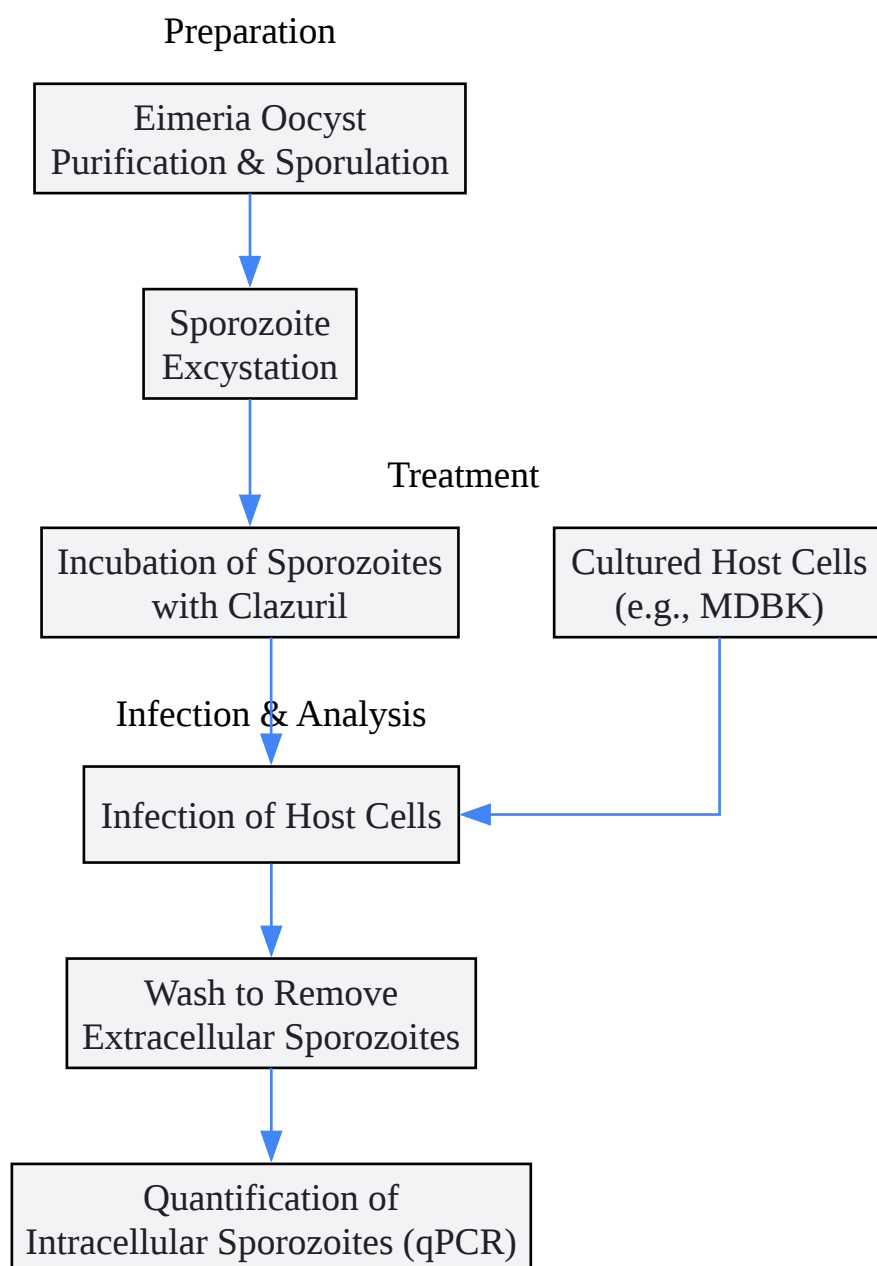 Preparation
Eimeria Oocyst
Purification & Sporulation
Sporozoite
Excystation
Treatment
Incubation of Sporozoites
with Clazuril
Cultured Host Cells
(e.g., MDBK)
Infection & Analysis
Infection of Host Cells
Wash to Remove
Extracellular Sporozoites
Quantification of
Intracellular Sporozoites (qPCR)